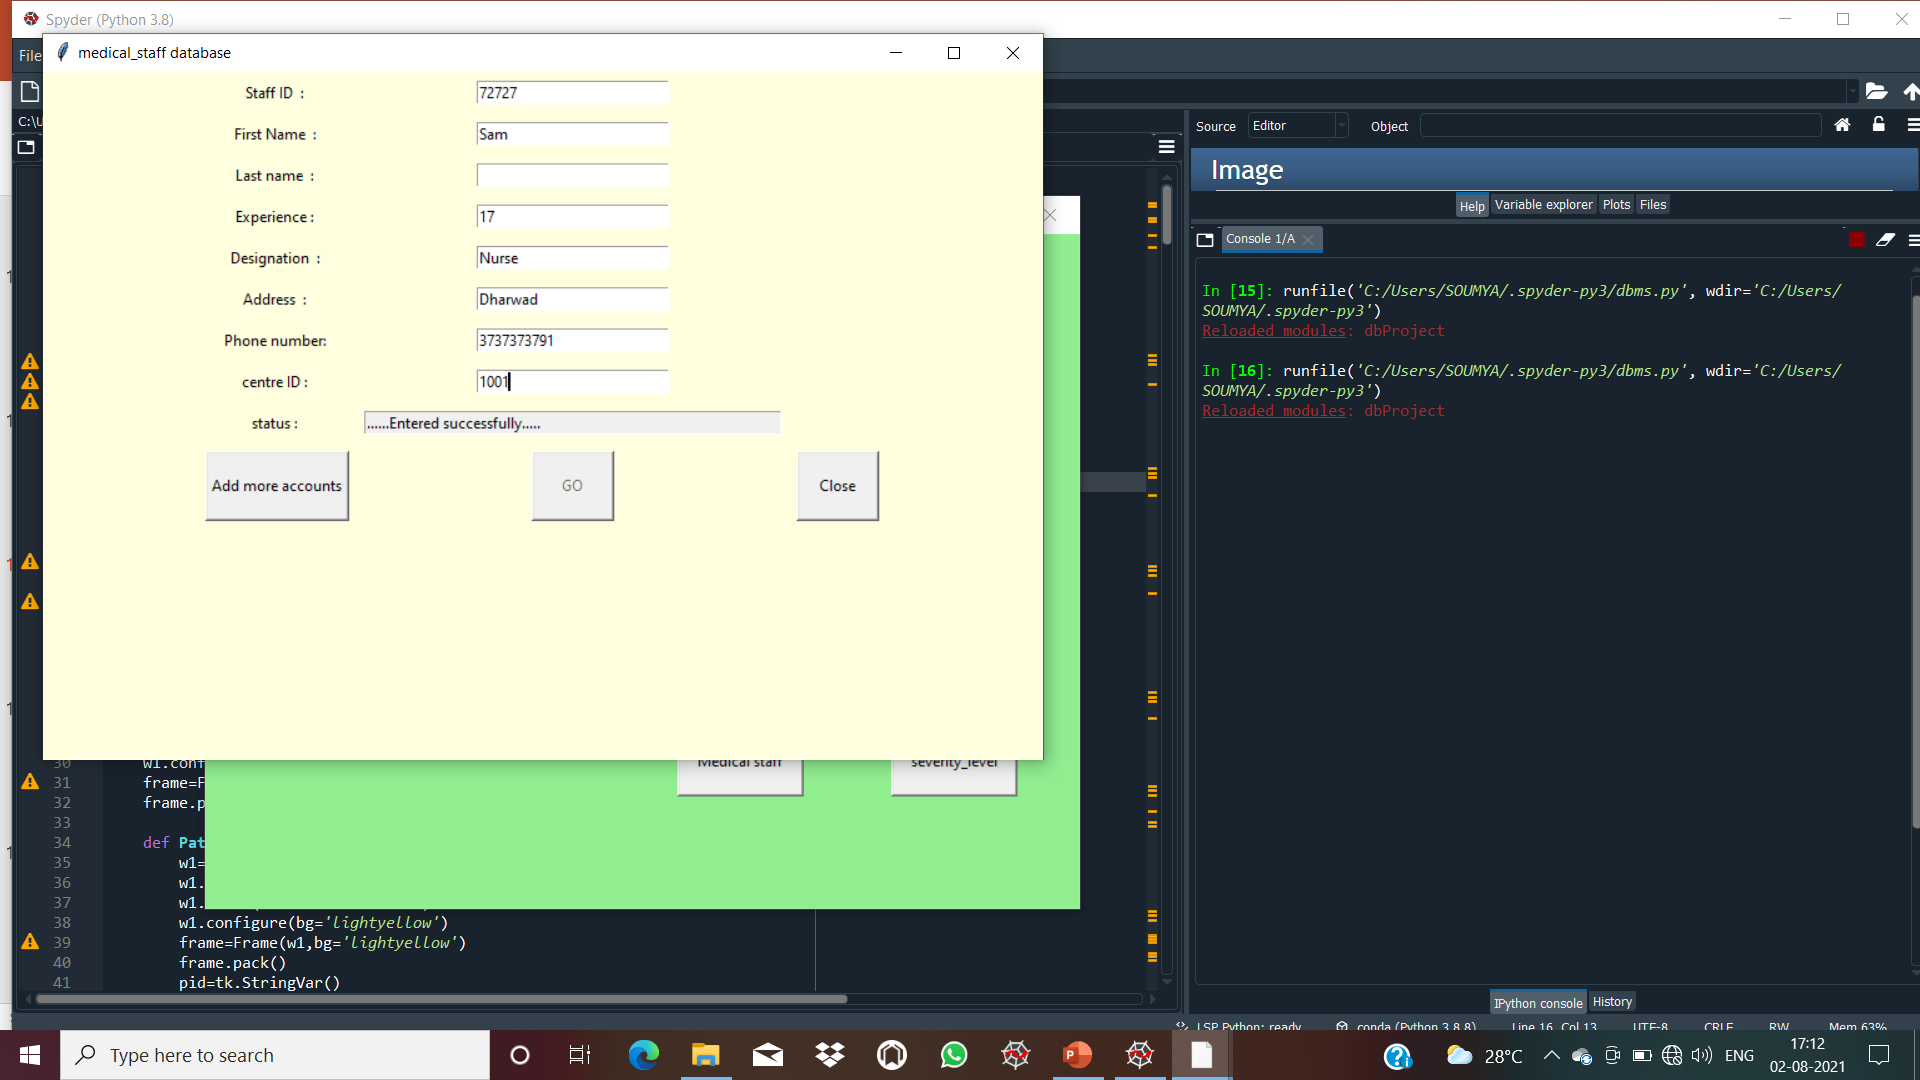 Spyder (Python 3.8)
File
medical_staff database
Staff ID :
72727
First Name :
Sam
Last name :
Experience :
17
Designation :
Nurse
Address :
Dharwad
Phone number:
3737373791
centre ID :
1001
status :
......Entered successfully.....
Add more accounts
GO
Close
C:\U
Source
Editor
Object
Image
Help
Variable explorer
Plots
Files
Console 1/A
In [15]: runfile('C:/Users/SOUMYA/.spyder-py3/dbms.py', wdir='C:/Users/
SOUMYA/.spyder-py3')
Reloaded modules: dbProject
In [16]: runfile('C:/Users/SOUMYA/.spyder-py3/dbms.py', wdir='C:/Users/
SOUMYA/.spyder-py3')
Reloaded modules: dbProject
Medical staff
severity_level
30 w1.conf
31 frame=F
32 frame.p
33
34 def Pat
35 w1=
36 w1.
37 w1.
38 w1.configure(bg='lightyellow')
39 frame=Frame(w1,bg='lightyellow')
40 frame.pack()
41 pid=tk.StringVar()
IPython console
History
LSP Python: ready
conda (Python 3.8.8)
Line 16, Col 13
UTF-8
CRLF
RW
Mem 63%
Type here to search
28°C
ENG
17:12
02-08-2021